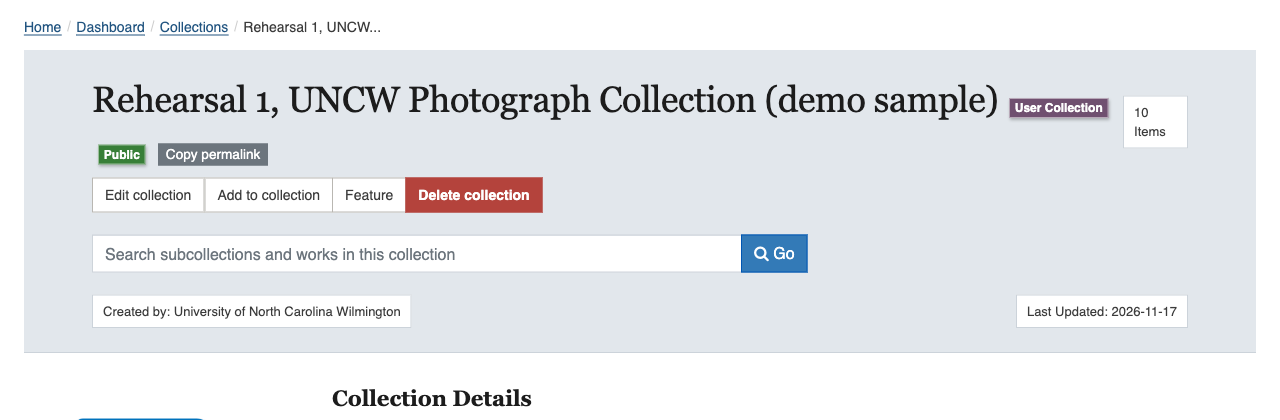 Home / Dashboard / Collections / Rehearsal 1, UNCW...
Rehearsal 1, UNCW Photograph Collection (demo sample) User Collection
10
Items
Public Copy permalink
Edit collection Add to collection Feature Delete collection
Search subcollections and works in this collection Go
Created by: University of North Carolina Wilmington Last Updated: 2026-11-17
Collection Details